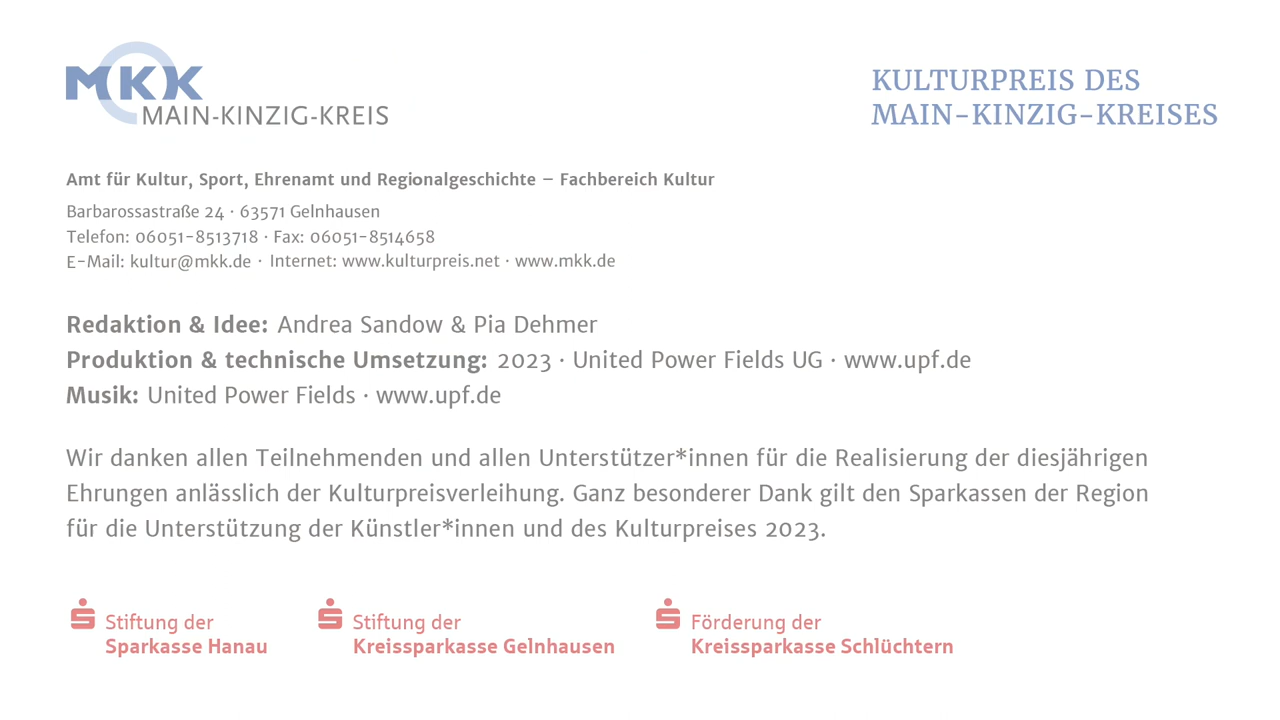 MKK
MAIN-KINZIG-KREIS
KULTURPREIS DES
MAIN-KINZIG-KREISES
Amt für Kultur, Sport, Ehrenamt und Regionalgeschichte – Fachbereich Kultur
Barbarossastraße 24 · 63571 Gelnhausen
Telefon: 06051-8513718 · Fax: 06051-8514658
E-Mail: kultur@mkk.de · Internet: www.kulturpreis.net · www.mkk.de
Redaktion & Idee: Andrea Sandow & Pia Dehmer
Produktion & technische Umsetzung: 2023 · United Power Fields UG · www.upf.de
Musik: United Power Fields · www.upf.de
Wir danken allen Teilnehmenden und allen Unterstützer*innen für die Realisierung der diesjährigen
Ehrungen anlässlich der Kulturpreisverleihung. Ganz besonderer Dank gilt den Sparkassen der Region
für die Unterstützung der Künstler*innen und des Kulturpreises 2023.
Stiftung der
Sparkasse Hanau
Stiftung der
Kreissparkasse Gelnhausen
Förderung der
Kreissparkasse Schlüchtern